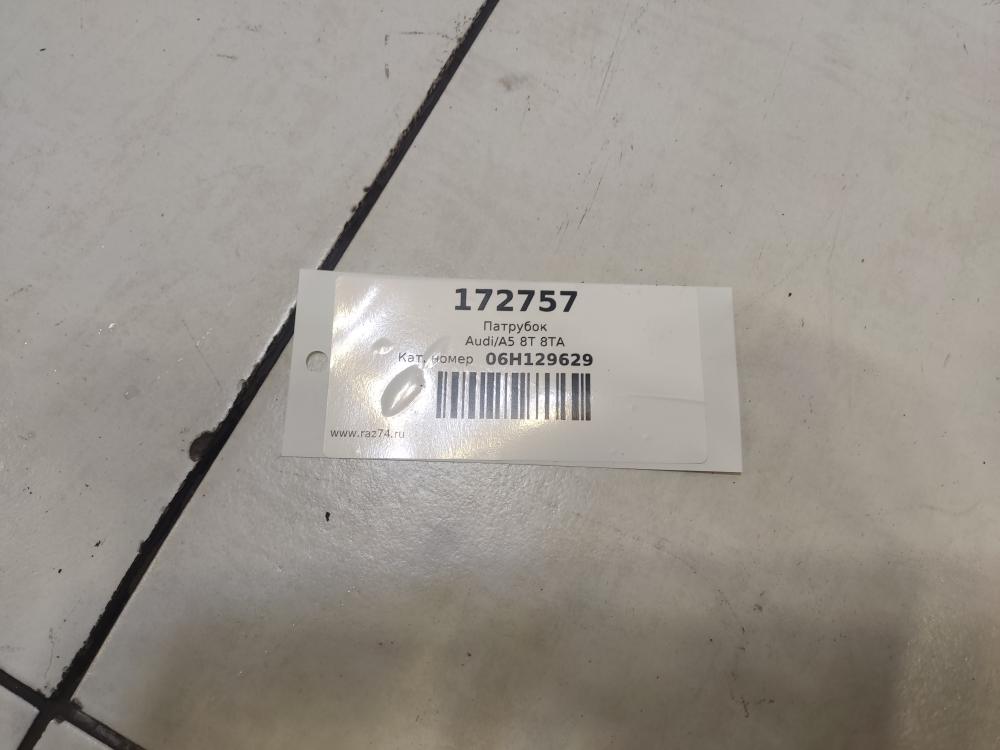 172757
Патрубок
Audi/A5 8T 8TA
Кат. номер 06H129629
www.raz74.ru